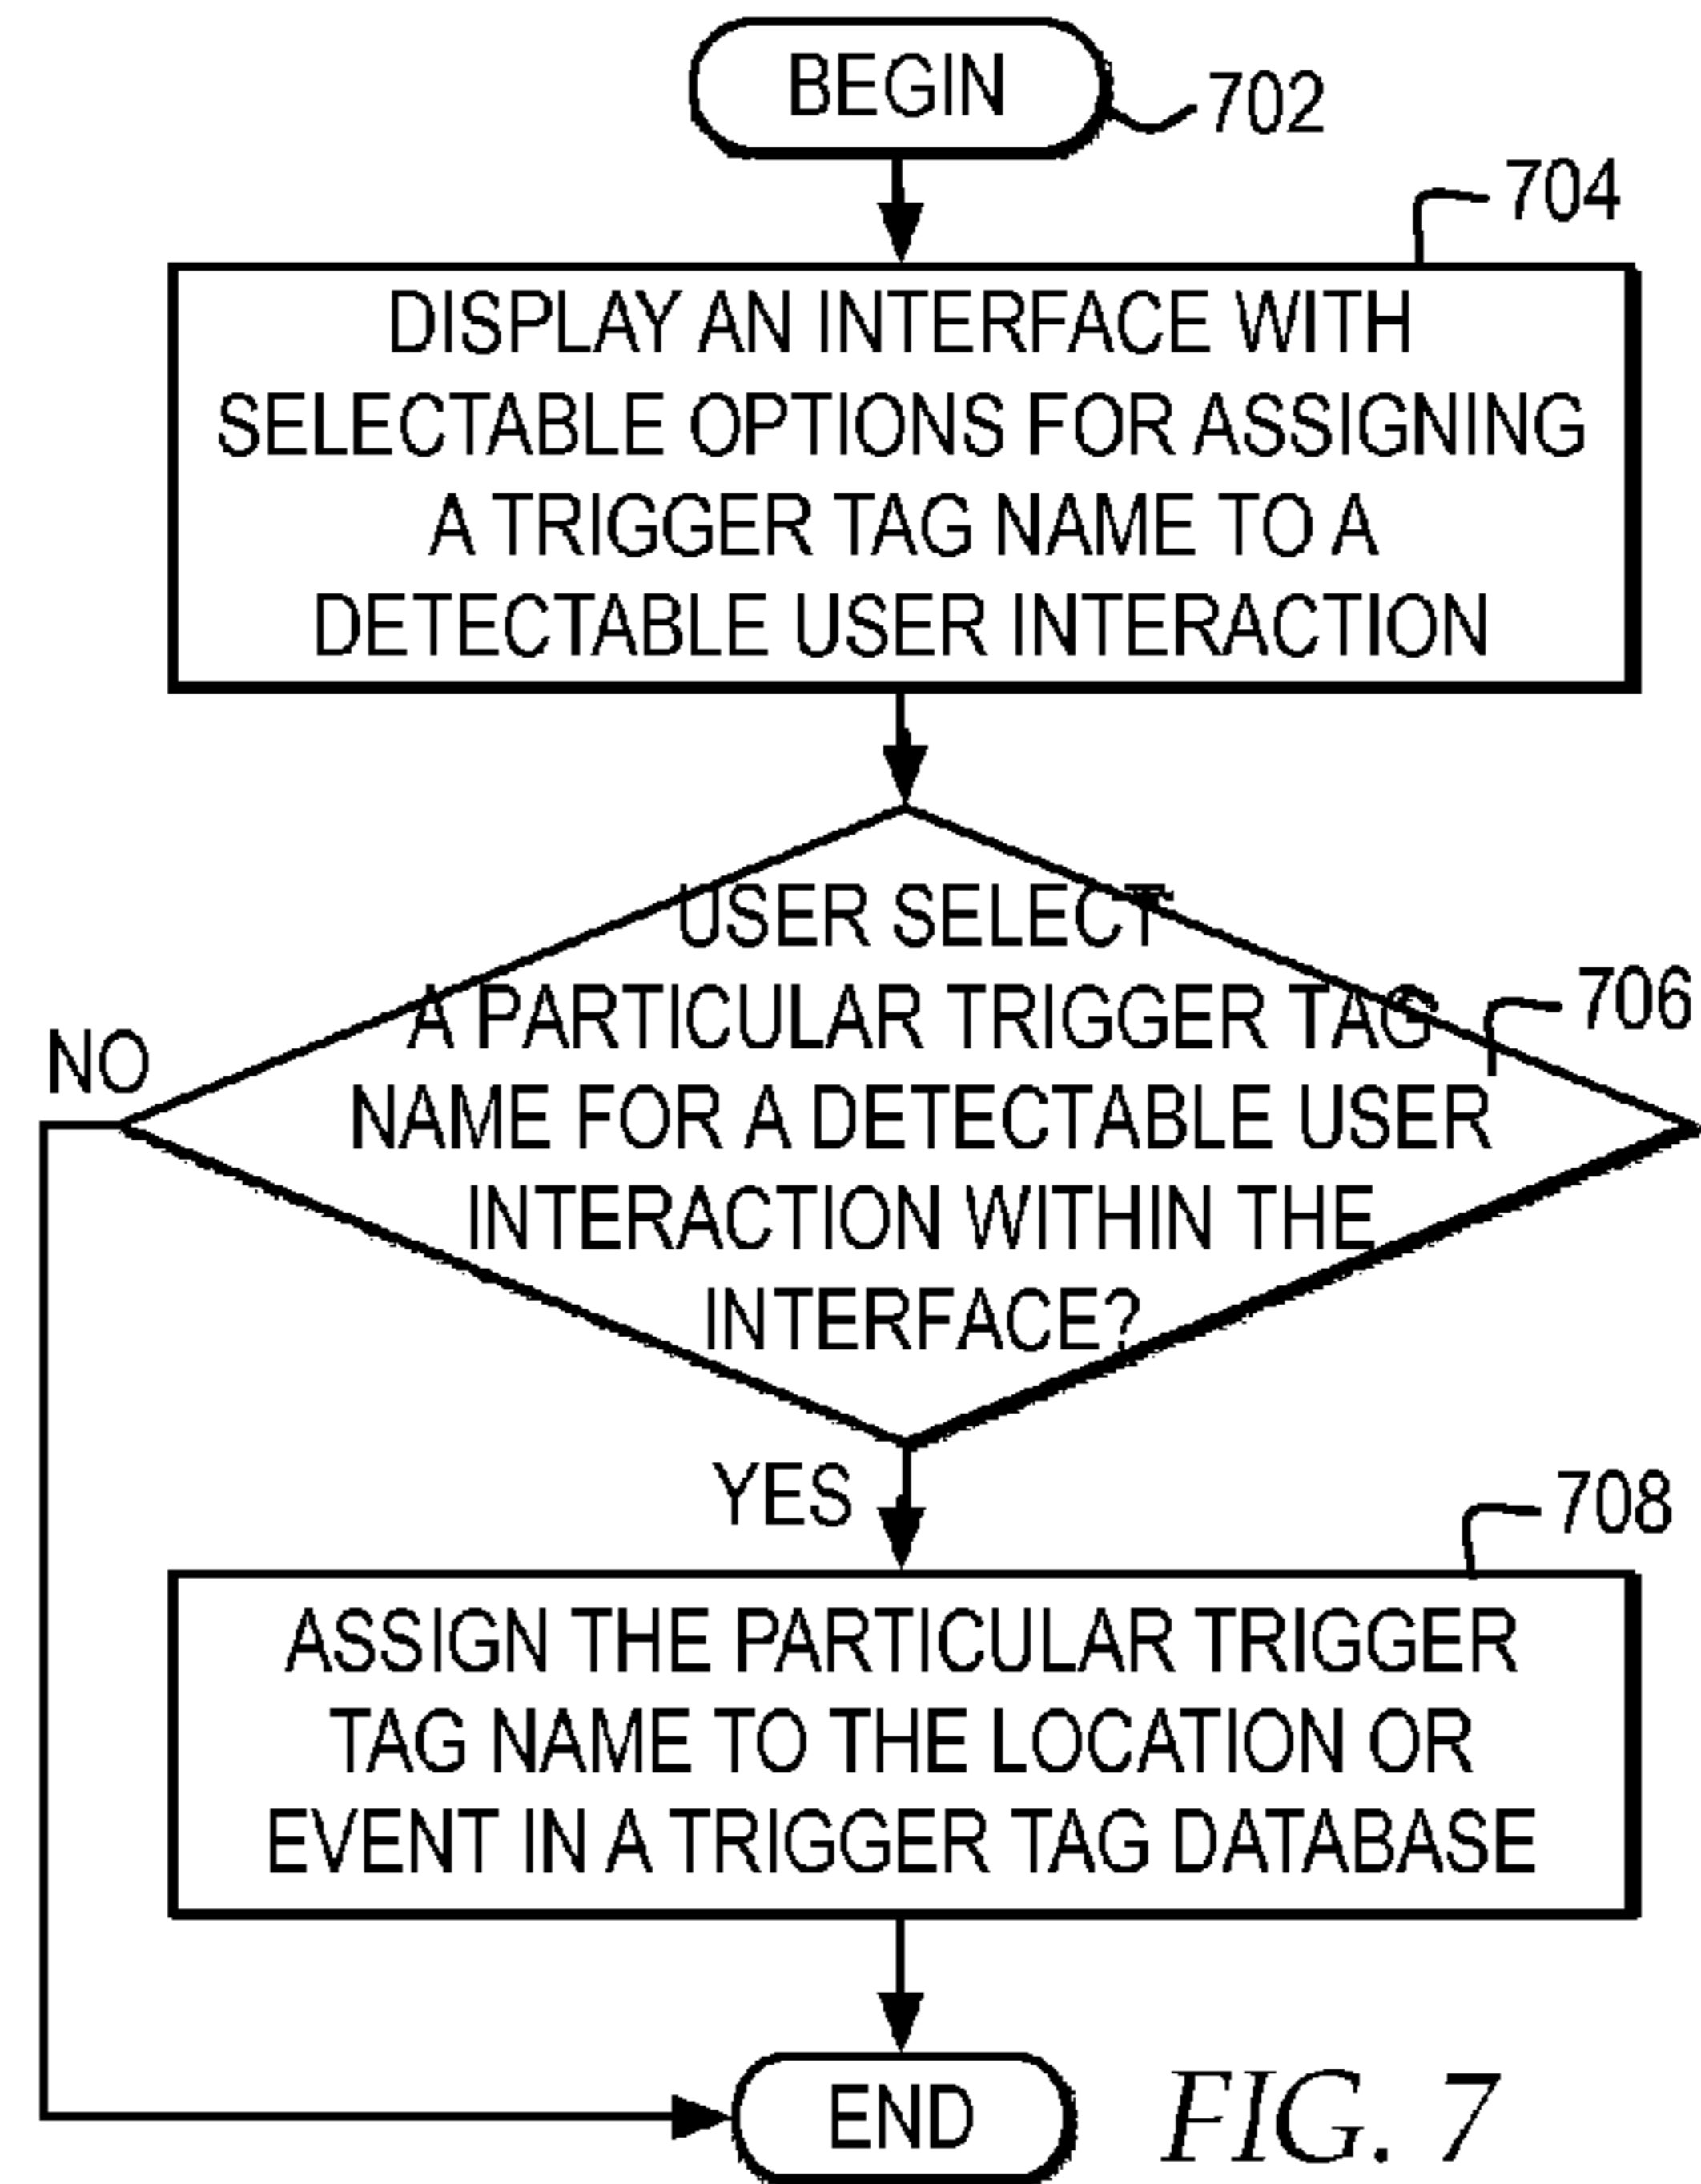 BEGIN
702
704
DISPLAY AN INTERFACE WITH
SELECTABLE OPTIONS FOR ASSIGNING
A TRIGGER TAG NAME TO A
DETECTABLE USER INTERACTION
USER SELECT
A PARTICULAR TRIGGER TAG
706
NO
NAME FOR A DETECTABLE USER
INTERACTION WITHIN THE
INTERFACE?
YES
708
ASSIGN THE PARTICULAR TRIGGER
TAG NAME TO THE LOCATION OR
EVENT IN A TRIGGER TAG DATABASE
END
FIG. 7